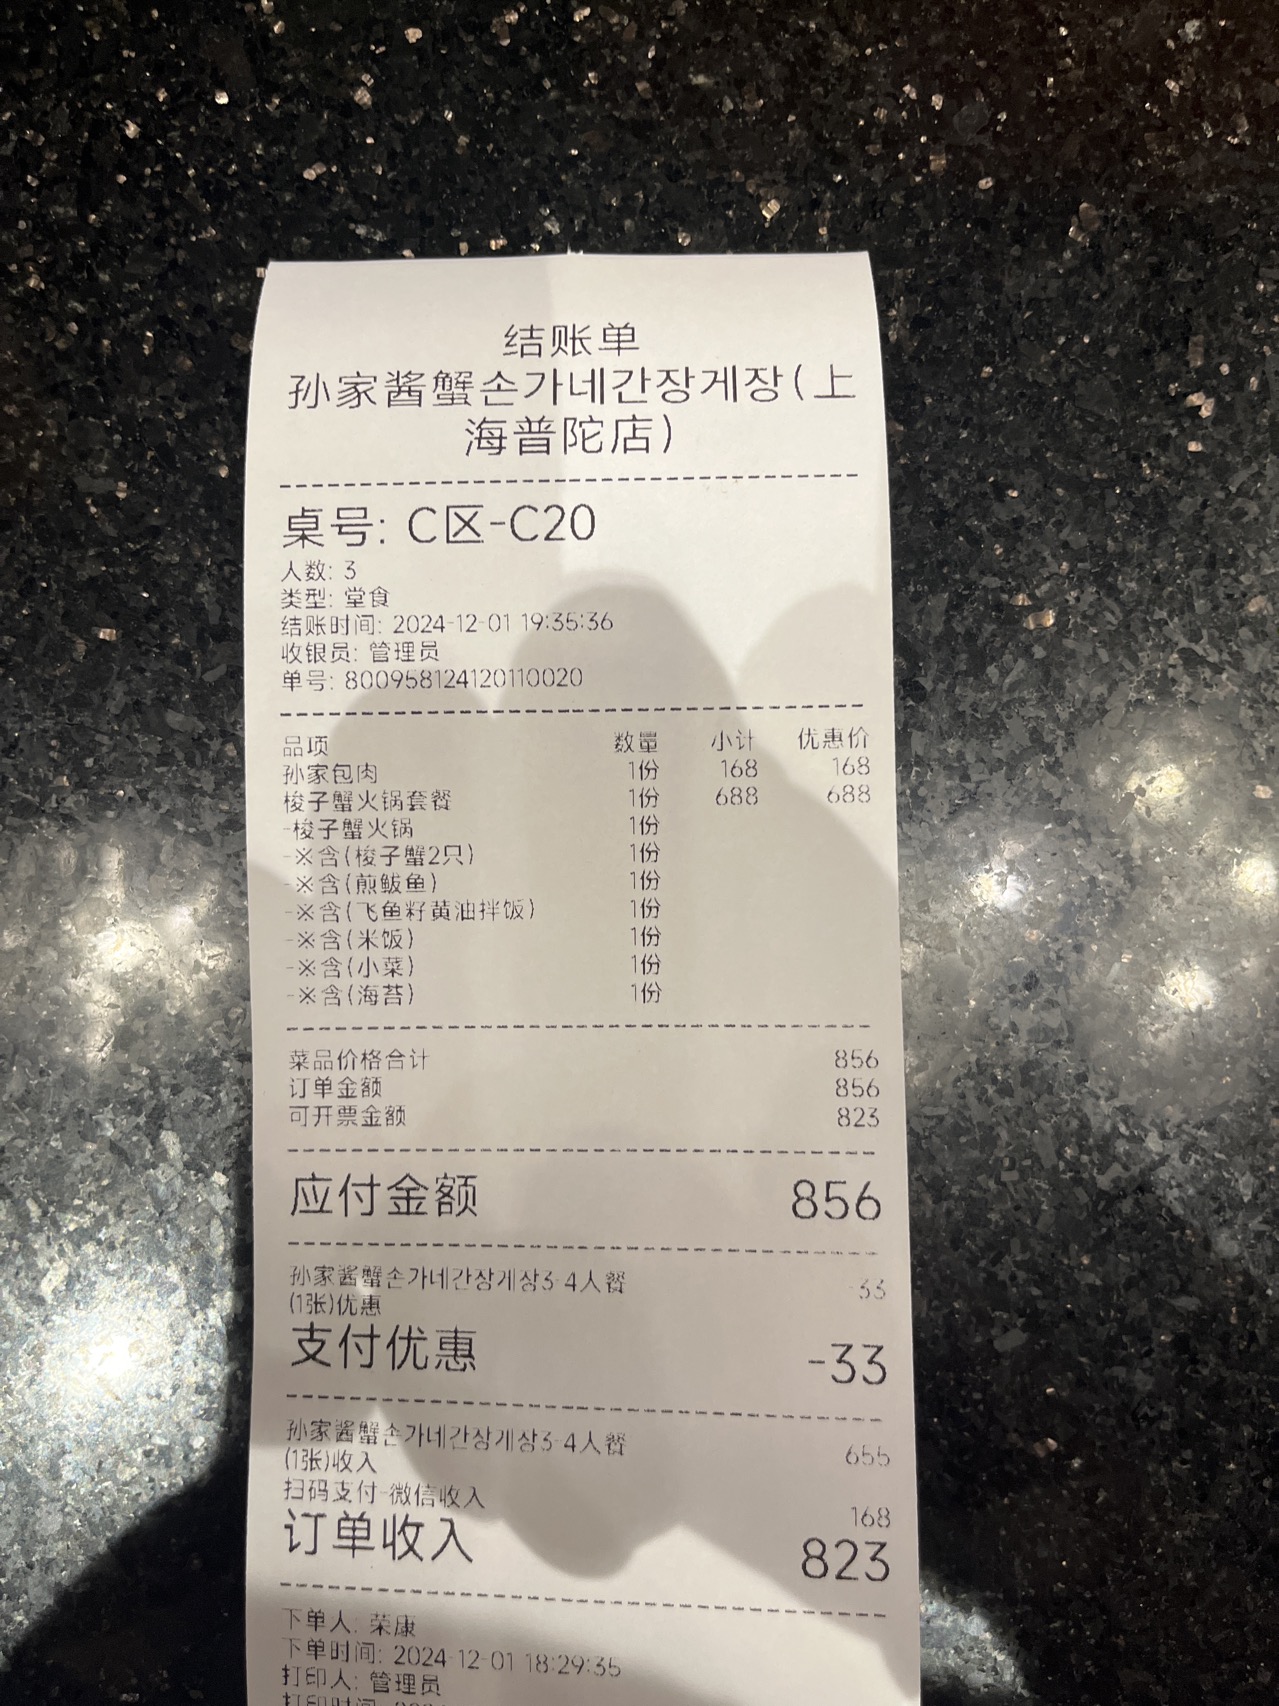 结账单
孙家酱蟹손가네간장게장(上
海普陀店)
桌号: C区-C20
人数: 3
类型: 堂食
结账时间: 2024-12-01 19:35:36
收银员: 管理员
单号: 800958124120110020
品项 数量 小计 优惠价
孙家包肉 1份 168 168
梭子蟹火锅套餐 1份 688 688
-梭子蟹火锅 1份
-※含(梭子蟹2只) 1份
-※含(煎鲅鱼) 1份
-※含(飞鱼籽黄油拌饭) 1份
-※含(米饭) 1份
-※含(小菜) 1份
-※含(海苔) 1份
菜品价格合计 856
订单金额 856
可开票金额 823
应付金额 856
孙家酱蟹손가네간장게장3-4人餐 -33
(1张)优惠
支付优惠 -33
孙家酱蟹손가네간장게장3-4人餐 655
(1张)收入
扫码支付-微信收入 168
订单收入 823
下单人: 荣康
下单时间: 2024-12-01 18:29:35
打印人: 管理员
打印时间: